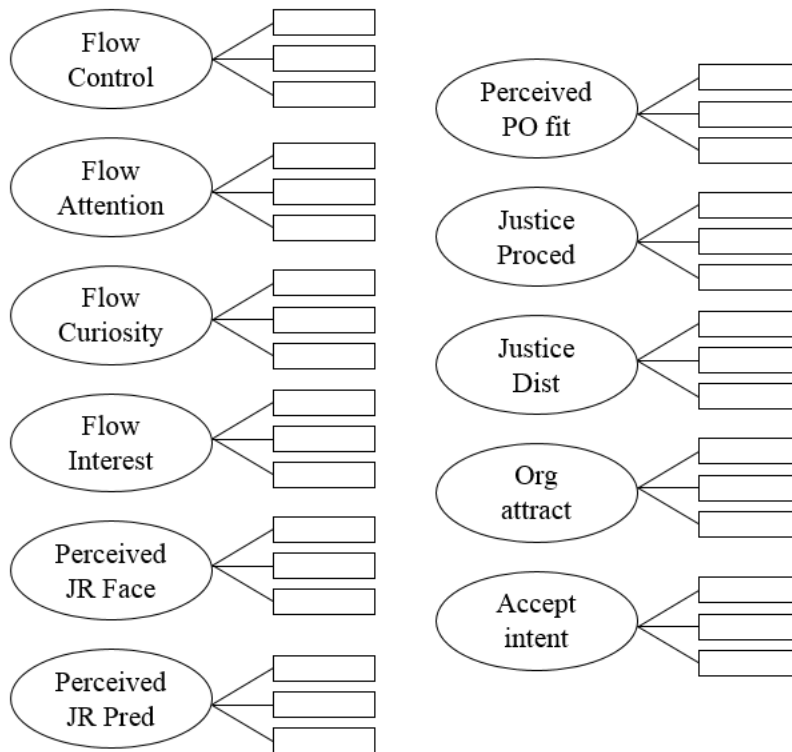 Flow
Control
Flow
Attention
Flow
Curiosity
Flow
Interest
Perceived
JR Face
Perceived
JR Pred
Perceived
PO fit
Justice
Proced
Justice
Dist
Org
attract
Accept
intent